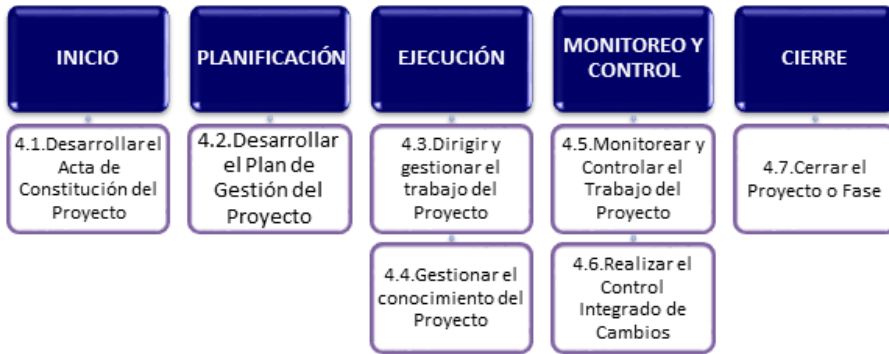 INICIO
4.1.Desarrollar el
Acta de
Constitución del
Proyecto
PLANIFICACIÓN
4.2.Desarrollar
el Plan de
Gestión del
Proyecto
EJECUCIÓN
4.3.Dirigir y
gestionar el
trabajo del
Proyecto
4.4.Gestionar el
conocimiento del
Proyecto
MONITOREO Y
CONTROL
4.5.Monitorear y
Controlar el
Trabajo del
Proyecto
4.6.Realizar el
Control
Integrado de
Cambios
CIERRE
4.7.Cerrar el
Proyecto o Fase